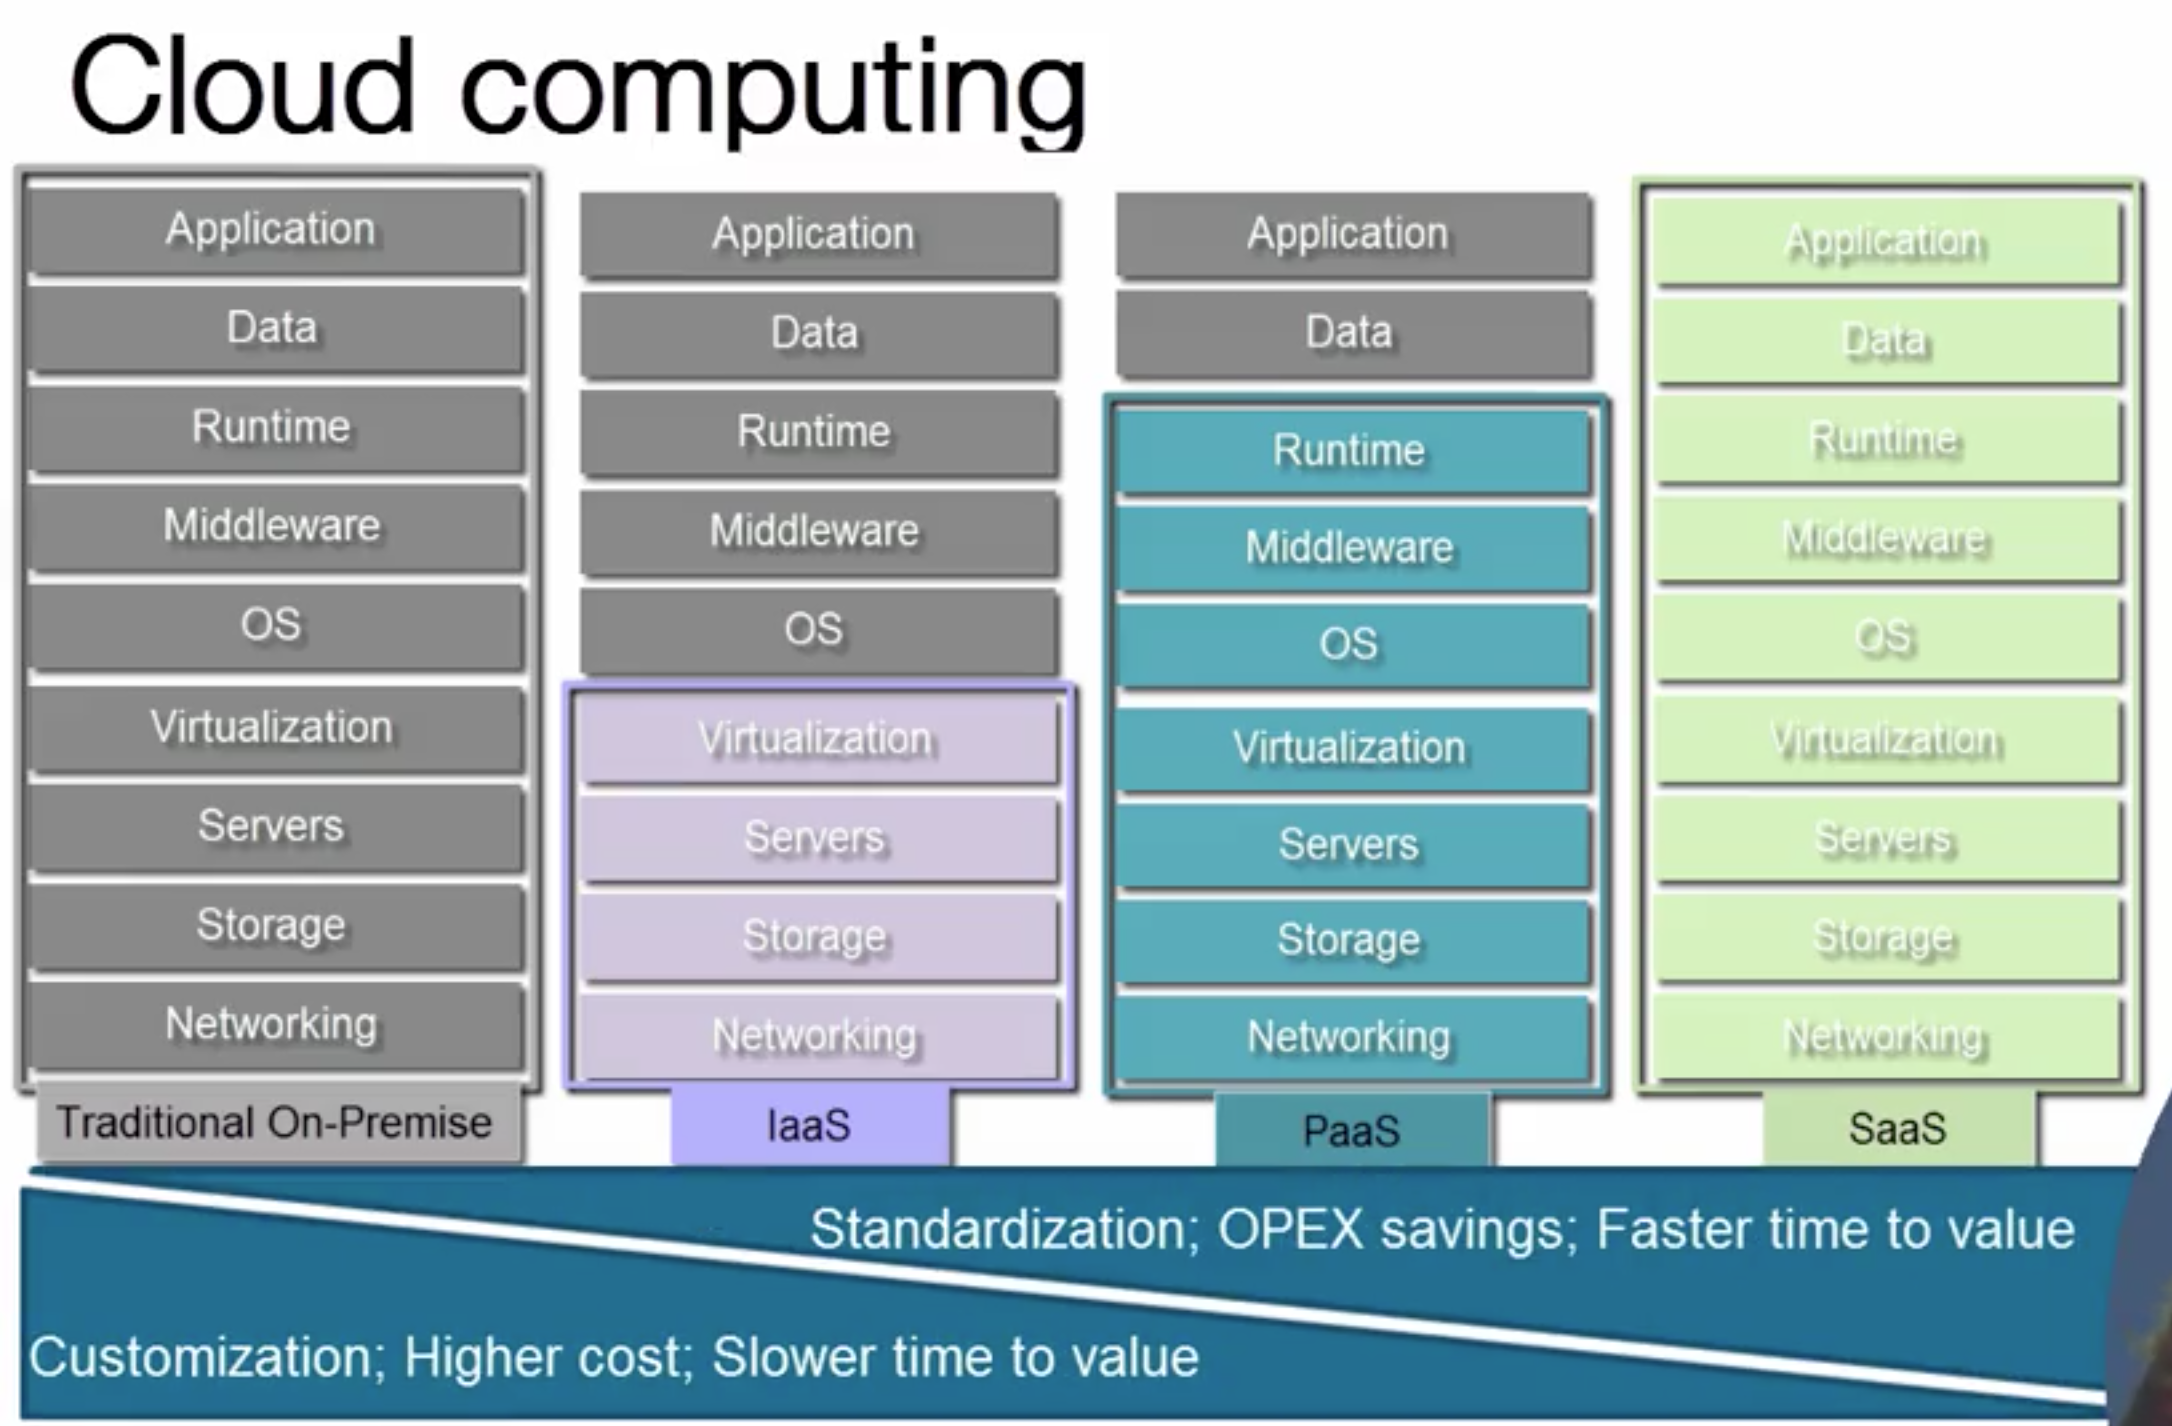 Cloud computing
Application
Data
Runtime
Middleware
OS
Virtualization
Servers
Storage
Networking
Traditional On-Premise
Application
Data
Runtime
Middleware
OS
Virtualization
Servers
Storage
Networking
IaaS
Application
Data
Runtime
Middleware
OS
Virtualization
Servers
Storage
Networking
PaaS
Application
Data
Runtime
Middleware
OS
Virtualization
Servers
Storage
Networking
SaaS
Standardization; OPEX savings; Faster time to value
Customization; Higher cost; Slower time to value